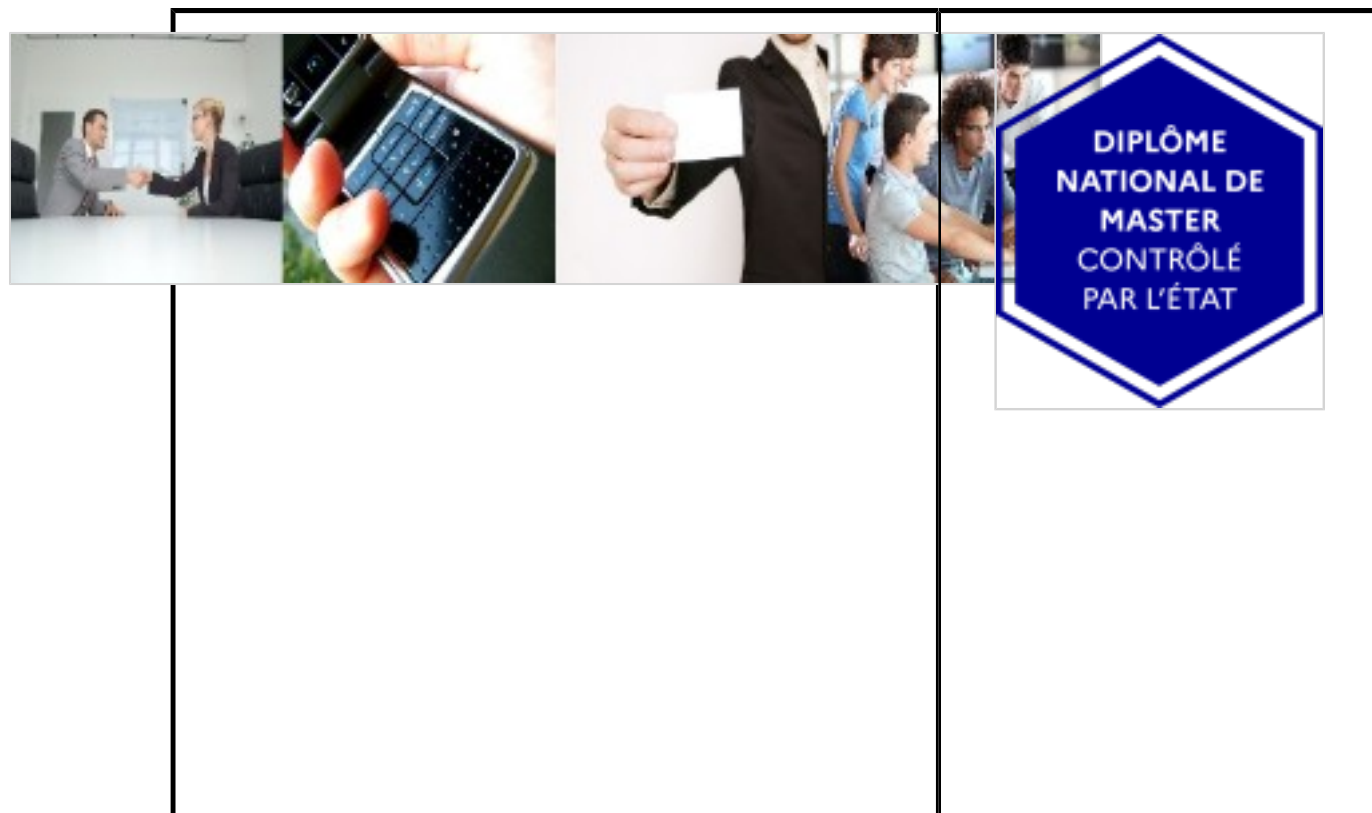 DIPLÔME
NATIONAL DE
MASTER
CONTRÔLÉ
PAR L'ÉTAT